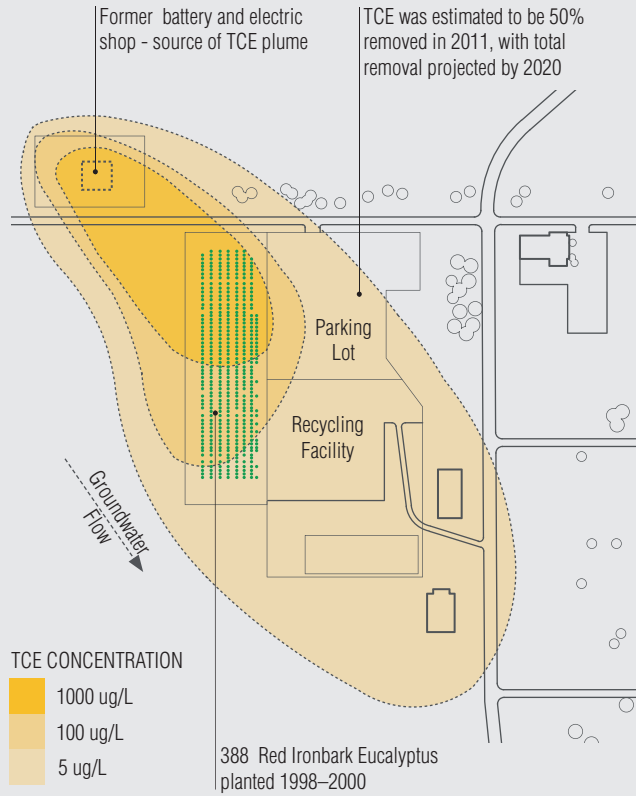 Former battery and electric
shop - source of TCE plume
TCE was estimated to be 50%
removed in 2011, with total
removal projected by 2020
Parking
Lot
Recycling
Facility
Groundwater
Flow
TCE CONCENTRATION
1000 ug/L
100 ug/L
5 ug/L
388 Red Ironbark Eucalyptus
planted 1998–2000